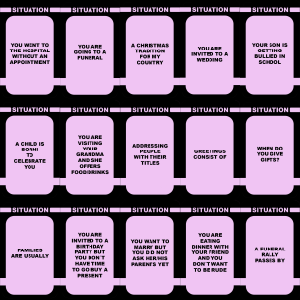 SITUATION
SITUATION
SITUATION
SITUATION
SITUATION
YOU WENT TO
THE HOSPITAL
WITHOUT AN
APPOINTMENT
YOU ARE
GOING TO A
FUNERAL
A CHRISTMAS
TRADITION
FOR MY
COUNTRY
YOU ARE
INVITED TO A
WEDDING
YOUR SON IS
GETTING
BULLIED IN
SCHOOL
SITUATION
SITUATION
SITUATION
SITUATION
SITUATION
A CHILD IS
BORN!
TO
CELEBRATE
YOU
YOU ARE
VISITING
YOUR
GRANDMA
AND SHE
OFFERS
FOOD/DRINKS
ADDRESSING
PEOPLE
WITH THEIR
TITLES
GREETINGS
CONSIST OF
WHEN DO
YOU GIVE
GIFTS?
SITUATION
SITUATION
SITUATION
SITUATION
SITUATION
FAMILIES
ARE USUALLY
YOU ARE
INVITED TO A
BIRTHDAY
PARTY BUT
YOU DON'T
HAVE TIME
TO GO BUY A
PRESENT
YOU WANT TO
MARRY BUT
YOU DID NOT
ASK HER/HIS
PARENTS YET
YOU ARE
EATING
DINNER WITH
YOUR FRIEND
AND YOU
DON'T WANT
TO BE RUDE
A FUNERAL
RALLY
PASSES BY